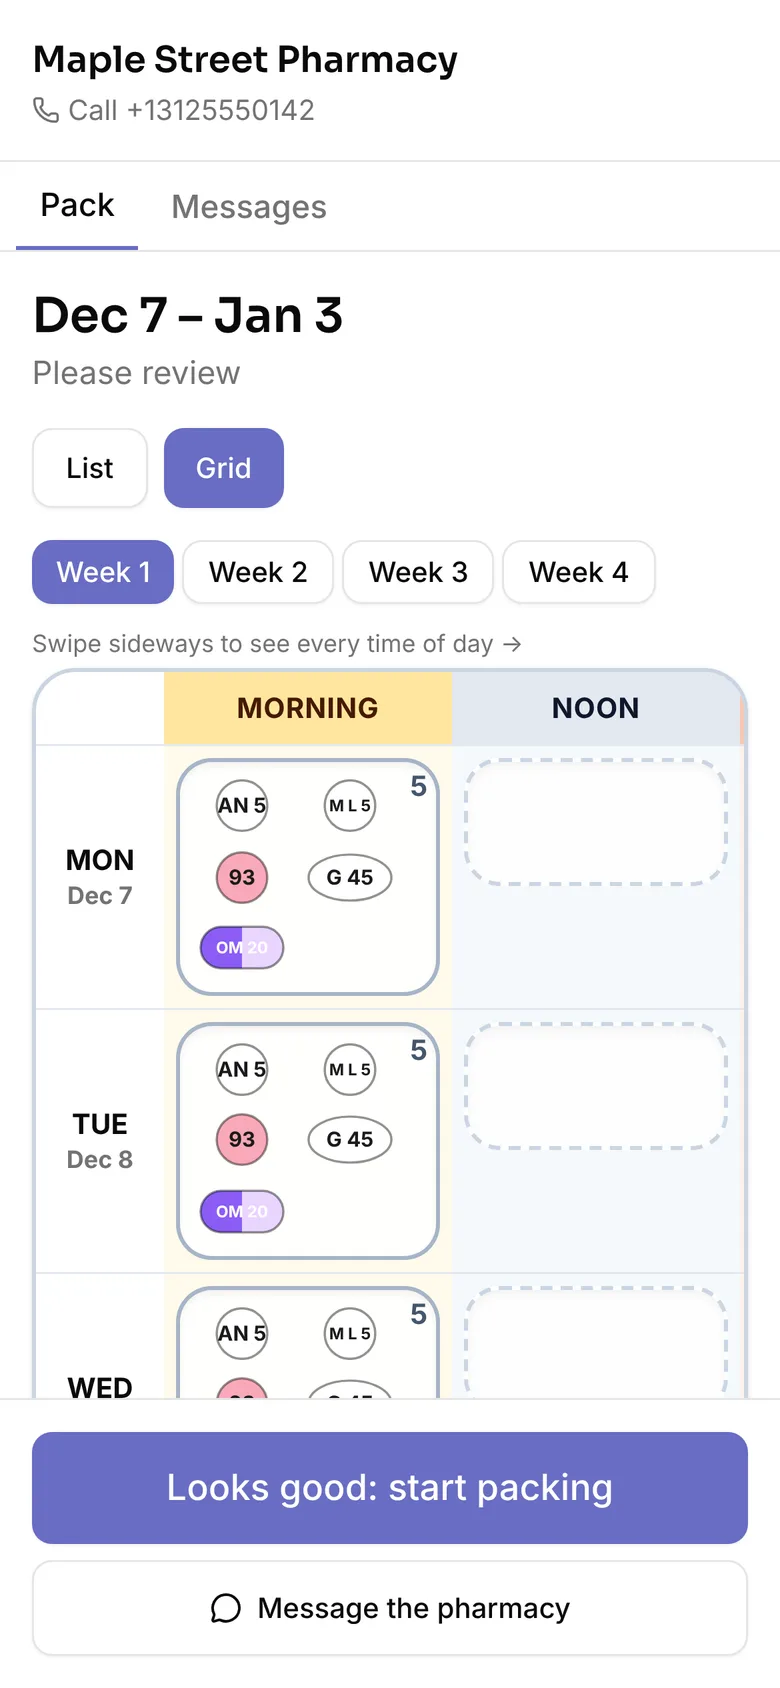 Maple Street Pharmacy
Call +13125550142
Pack Messages
Dec 7 – Jan 3
Please review
List Grid
Week 1 Week 2 Week 3 Week 4
Swipe sideways to see every time of day →
MORNING NOON
5
AN 5 M L 5
MON
Dec 7
93 G 45
OM 20
5
AN 5 M L 5
TUE
Dec 8
93 G 45
OM 20
5
AN 5 M L 5
WED
Looks good: start packing
Message the pharmacy